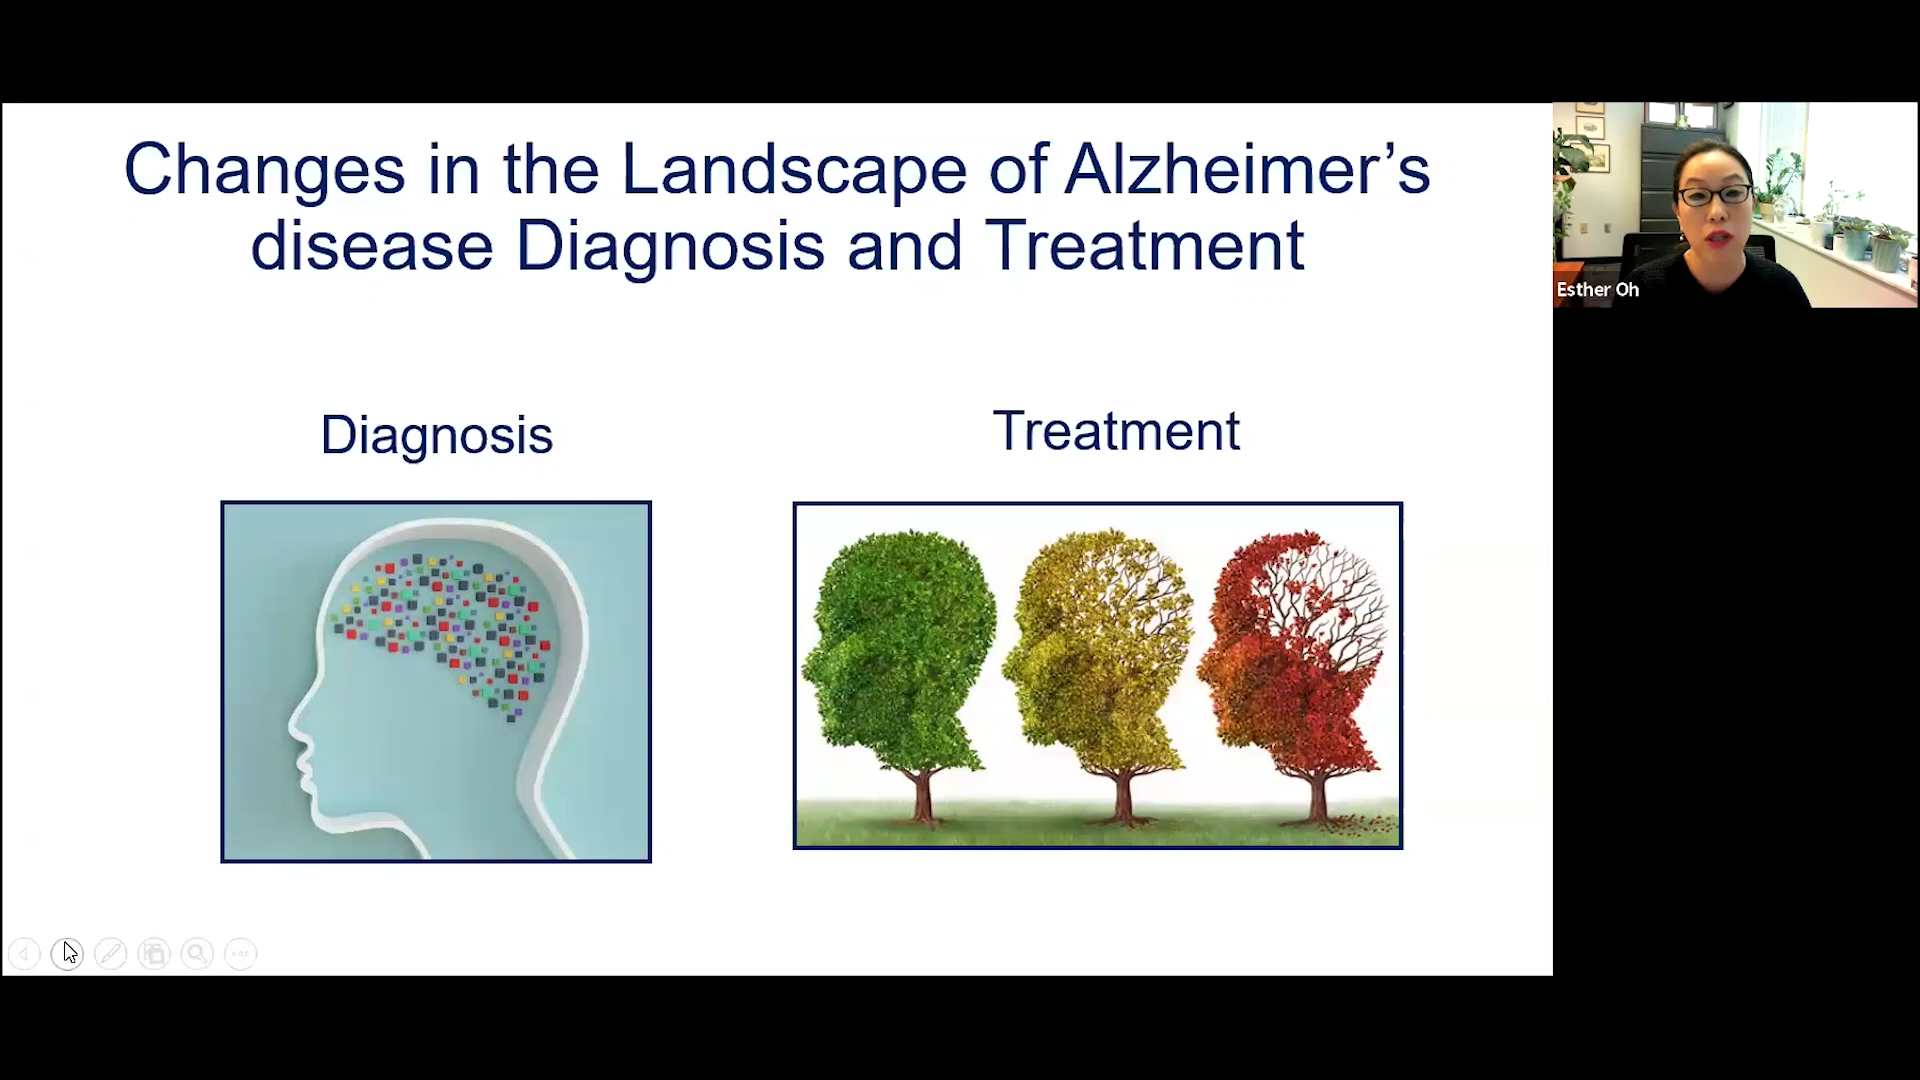 Changes in the Landscape of Alzheimer’s
disease Diagnosis and Treatment
Diagnosis
Treatment
Esther Oh